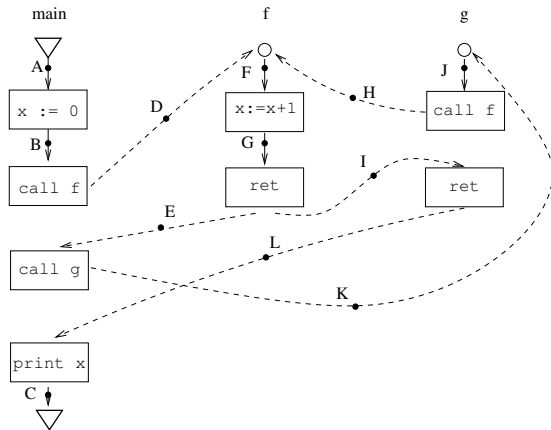 main f g
A
x := 0
B
call f
D
F
x:=x+1
G
ret
H
J
call f
I
ret
E
call g
L
K
print x
C